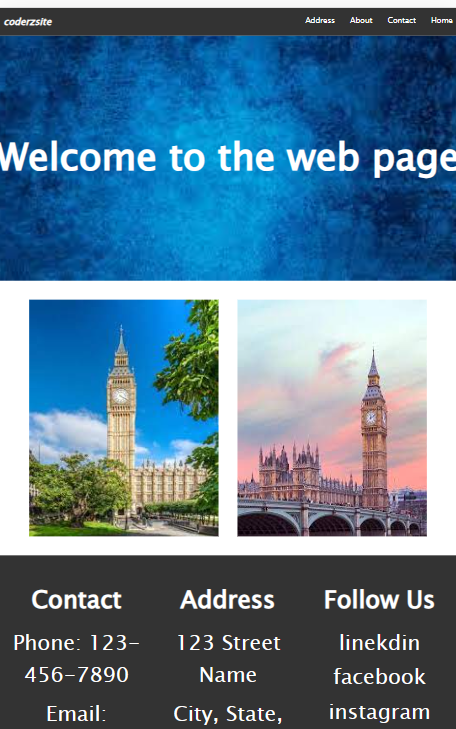 coderzsite
Address About Contact Home
Welcome to the web page
Contact
Phone: 123-
456-7890
Email:
Address
123 Street
Name
City, State,
Follow Us
linekdin
facebook
instagram